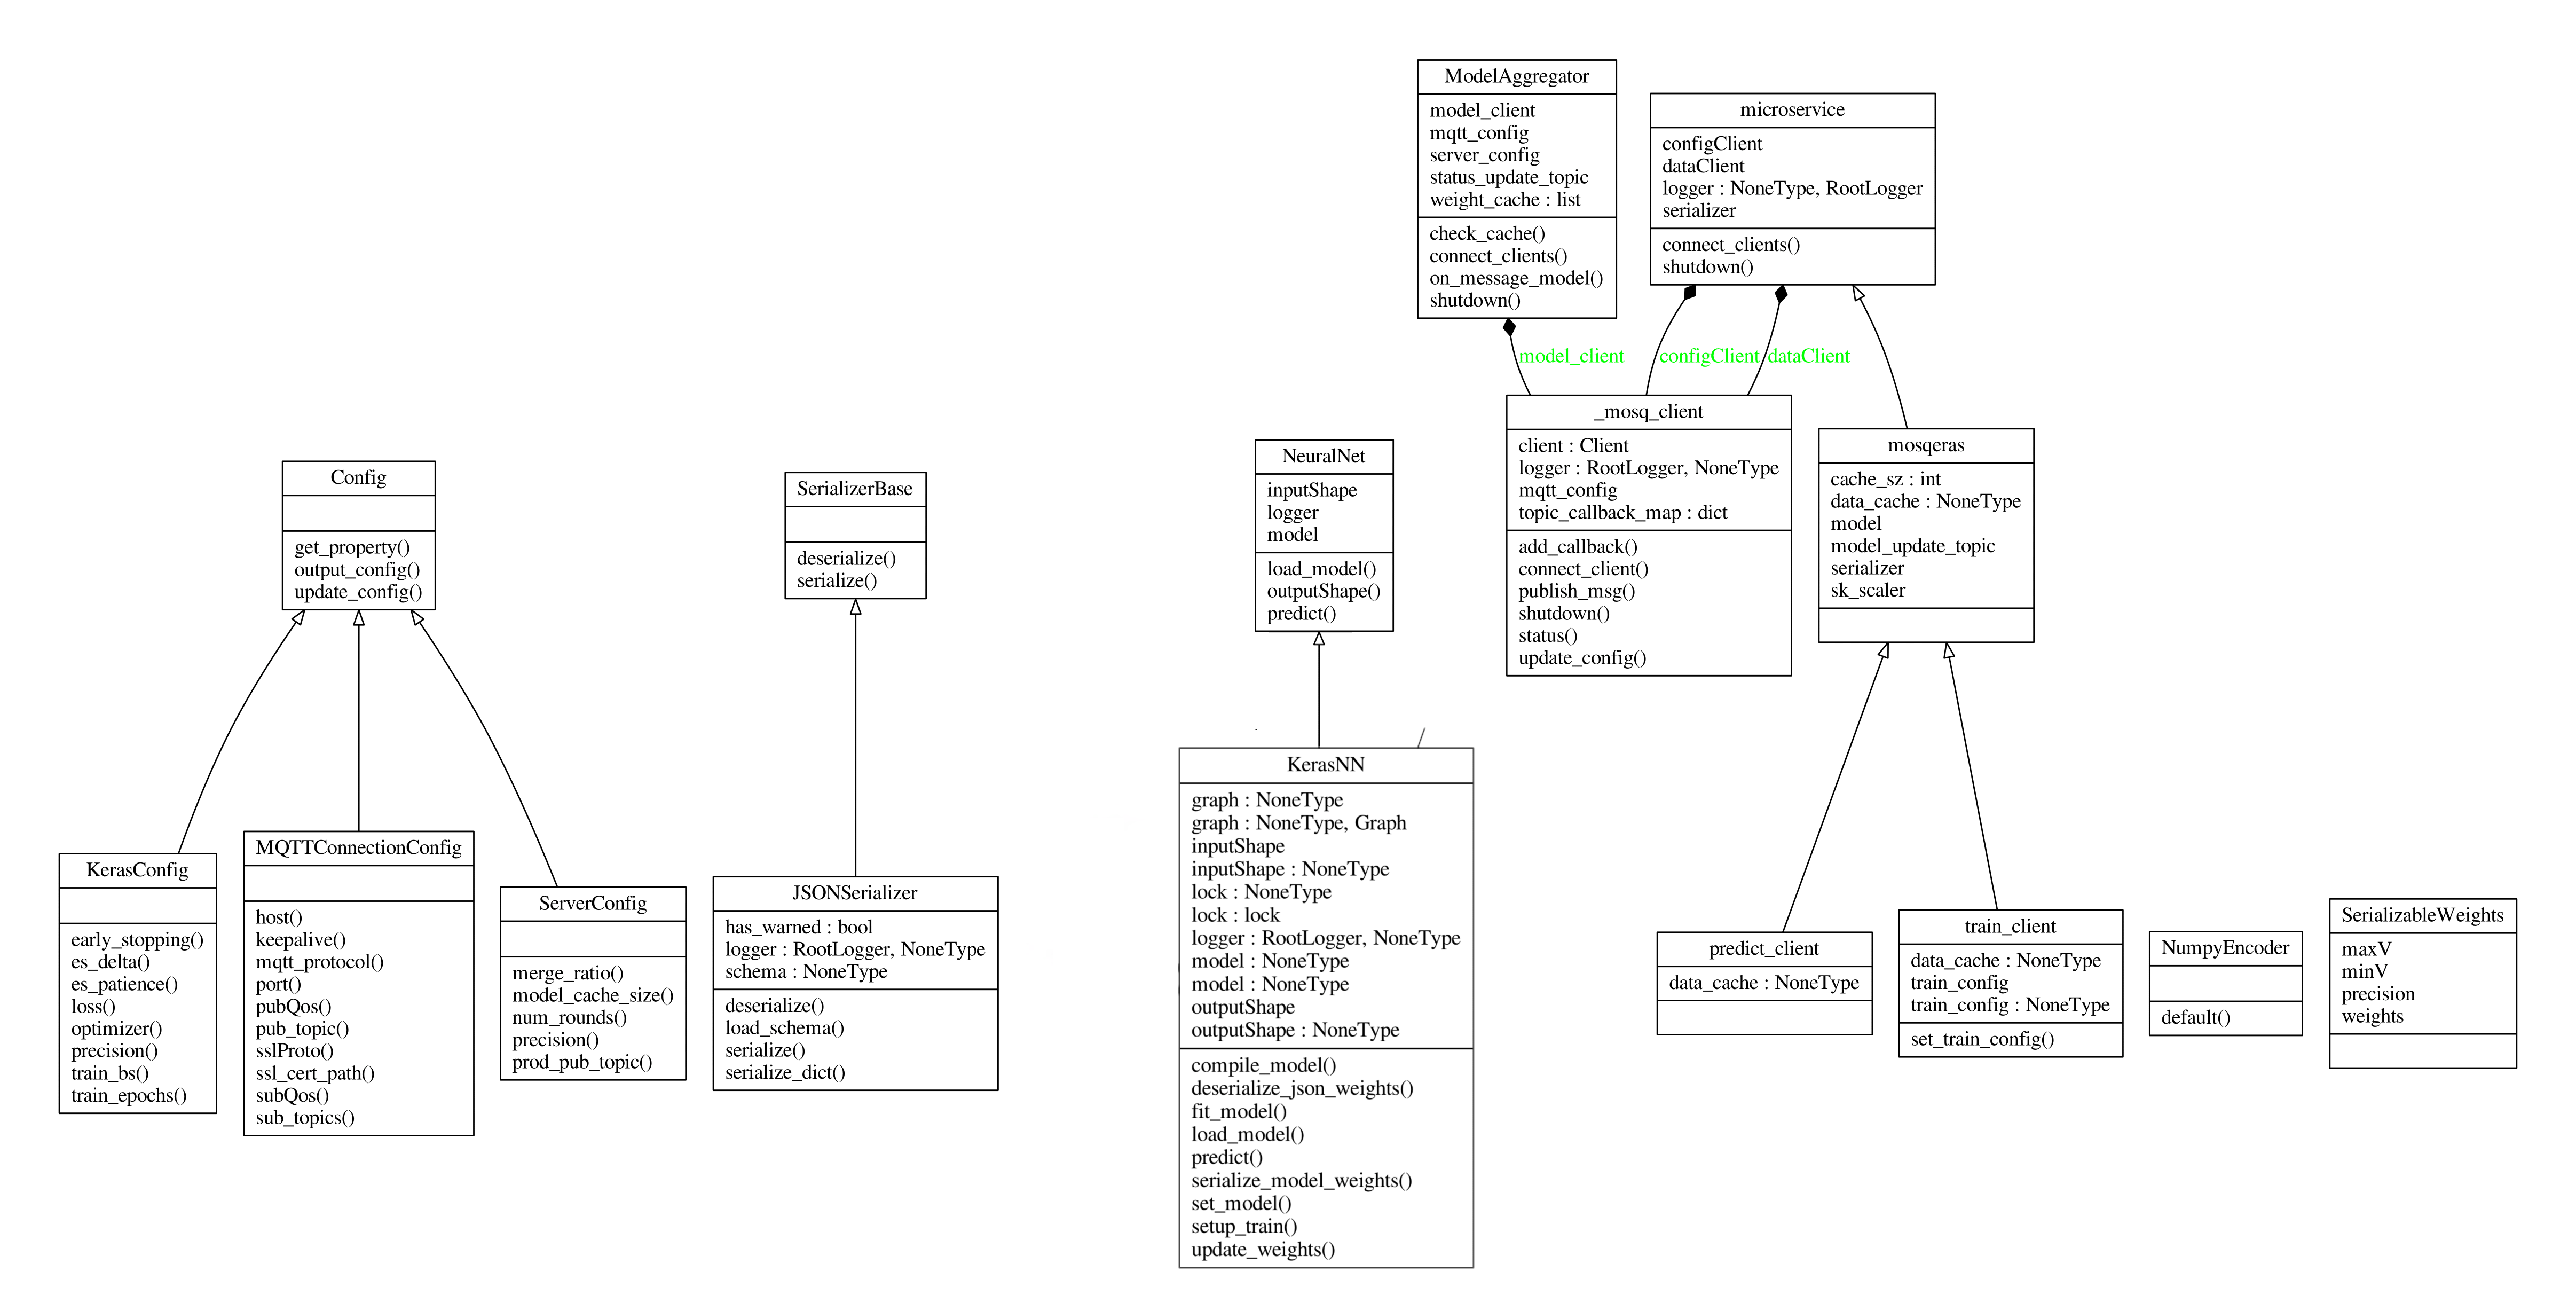 ModelAggregator
model_client
mqtt_config
server_config
status_update_topic
weight_cache : list
check_cache()
connect_clients()
on_message_model()
shutdown()
microservice
configClient
dataClient
logger : NoneType, RootLogger
serializer
connect_clients()
shutdown()
model_client
configClient
dataClient
Config
get_property()
output_config()
update_config()
SerializerBase
deserialize()
serialize()
NeuralNet
inputShape
logger
model
load_model()
outputShape()
predict()
_mosq_client
client : Client
logger : RootLogger, NoneType
mqtt_config
topic_callback_map : dict
add_callback()
connect_client()
publish_msg()
shutdown()
status()
update_config()
mosqeras
cache_sz : int
data_cache : NoneType
model
model_update_topic
serializer
sk_scaler
KerasConfig
early_stopping()
es_delta()
es_patience()
loss()
optimizer()
precision()
train_bs()
train_epochs()
MQTTConnectionConfig
host()
keepalive()
mqtt_protocol()
port()
pubQos()
pub_topic()
sslProto()
ssl_cert_path()
subQos()
sub_topics()
ServerConfig
merge_ratio()
model_cache_size()
num_rounds()
precision()
prod_pub_topic()
JSONSerializer
has_warned : bool
logger : RootLogger, NoneType
schema : NoneType
deserialize()
load_schema()
serialize()
serialize_dict()
KerasNN
graph : NoneType
graph : NoneType, Graph
inputShape
inputShape : NoneType
lock : NoneType
lock : lock
logger : RootLogger, NoneType
model : NoneType
model : NoneType
outputShape
outputShape : NoneType
compile_model()
deserialize_json_weights()
fit_model()
load_model()
predict()
serialize_model_weights()
set_model()
setup_train()
update_weights()
predict_client
data_cache : NoneType
train_client
data_cache : NoneType
train_config
train_config : NoneType
set_train_config()
NumpyEncoder
default()
SerializableWeights
maxV
minV
precision
weights